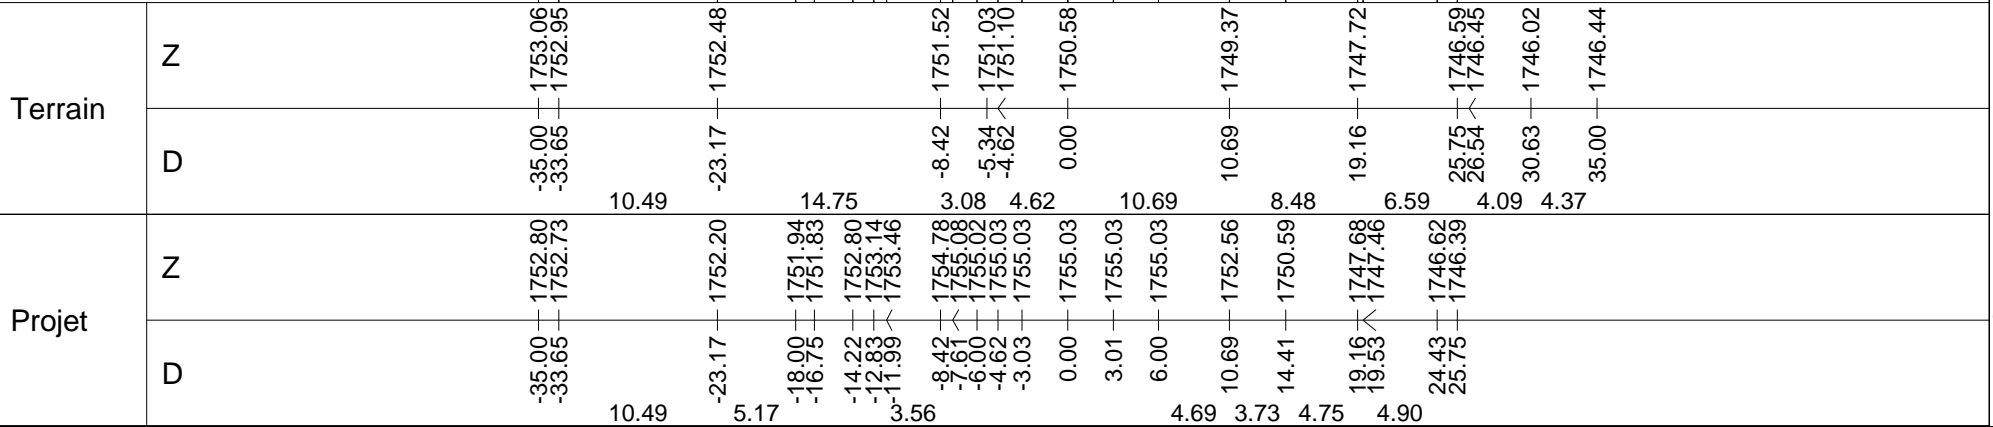 Terrain
Z
1753.06 1752.95 1752.48 1751.52 1751.03 1751.10 1750.58 1749.37 1747.72 1746.59 1746.45 1746.02 1746.44
D
-35.00 -33.65 -23.17 -8.42 -5.34 -4.62 0.00 10.69 19.16 25.75 26.54 30.63 35.00
10.49 14.75 3.08 4.62 10.69 8.48 6.59 4.09 4.37
Projet
Z
1752.80 1752.73 1752.20 1751.94 1751.83 1752.80 1753.14 1753.46 1754.78 1755.08 1755.02 1755.03 1755.03 1755.03 1755.03 1755.03 1752.56 1750.59 1747.68 1747.46 1746.62 1746.39
D
-35.00 -33.65 -23.17 -18.00 -16.75 -14.22 -12.83 -11.99 -8.42 -7.61 -6.00 -4.62 -3.03 0.00 3.01 6.00 10.69 14.41 19.16 19.53 24.43 25.75
10.49 5.17 3.56 4.69 3.73 4.75 4.90